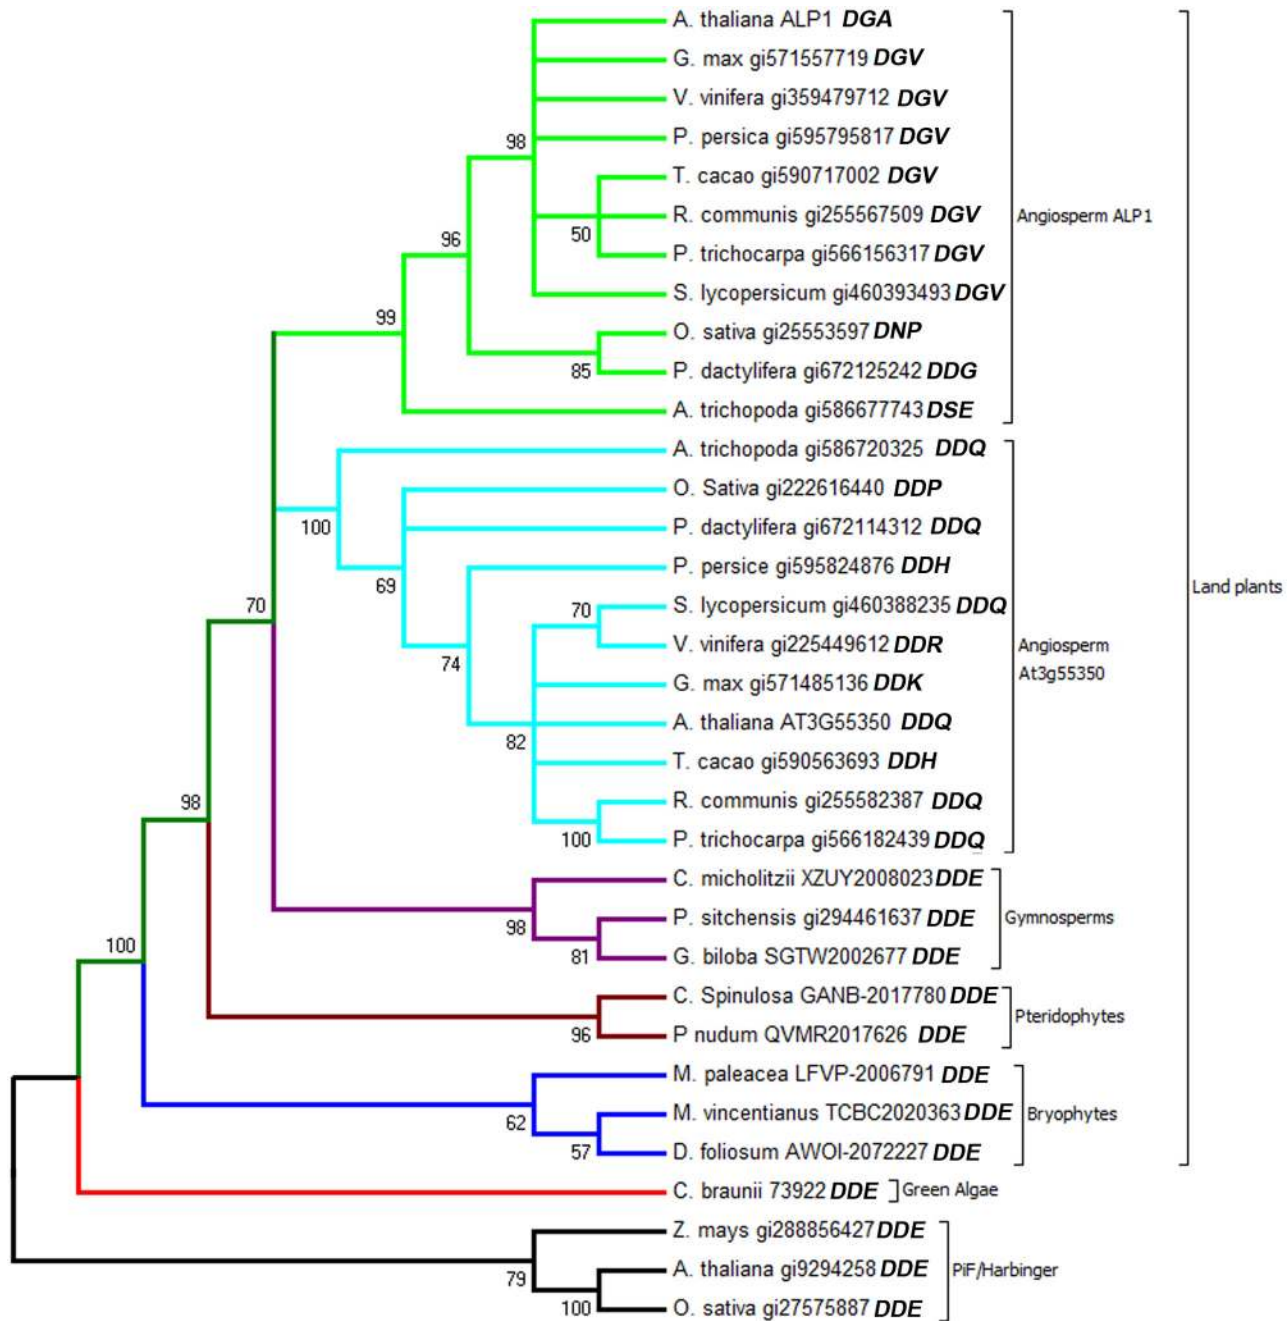 A. thaliana ALP1 DGA
G. max gi571557719 DGV
V. vinifera gi359479712 DGV
P. persica gi595795817 DGV
98
T. cacao gi590717002 DGV
R. communis gi255567509 DGV
Angiosperm ALP1
50
96
P. trichocarpa gi566156317 DGV
S. lycopersicum gi460393493 DGV
99
O. sativa gi25553597 DNP
85
P. dactylifera gi672125242 DDG
A. trichopoda gi586677743 DSE
A. trichopoda gi586720325 DDQ
O. Sativa gi222616440 DDP
100
P. dactylifera gi672114312 DDQ
69
P. persice gi595824876 DDH
Land plants
70
70
S. lycopersicum gi460388235 DDQ
74
V. vinifera gi225449612 DDR
Angiosperm
At3g55350
G. max gi571485136 DDK
82
A. thaliana AT3G55350 DDQ
T. cacao gi590563693 DDH
98
R. communis gi255582387 DDQ
100
P. trichocarpa gi566182439 DDQ
C. micholitzii XZUY2008023 DDE
98
P. sitchensis gi294461637 DDE
Gymnosperms
100
81
G. biloba SGTW2002677 DDE
C. Spinulosa GANB-2017780 DDE
Pteridophytes
96
P nudum QVMR2017626 DDE
M. paleacea LFVP-2006791 DDE
62
M. vincentianus TCBC2020363 DDE
Bryophytes
57
D. foliosum AWOI-2072227 DDE
C. braunii 73922 DDE
Green Algae
Z. mays gi288856427 DDE
79
A. thaliana gi9294258 DDE
PiF/Harbinger
100
O. sativa gi27575887 DDE